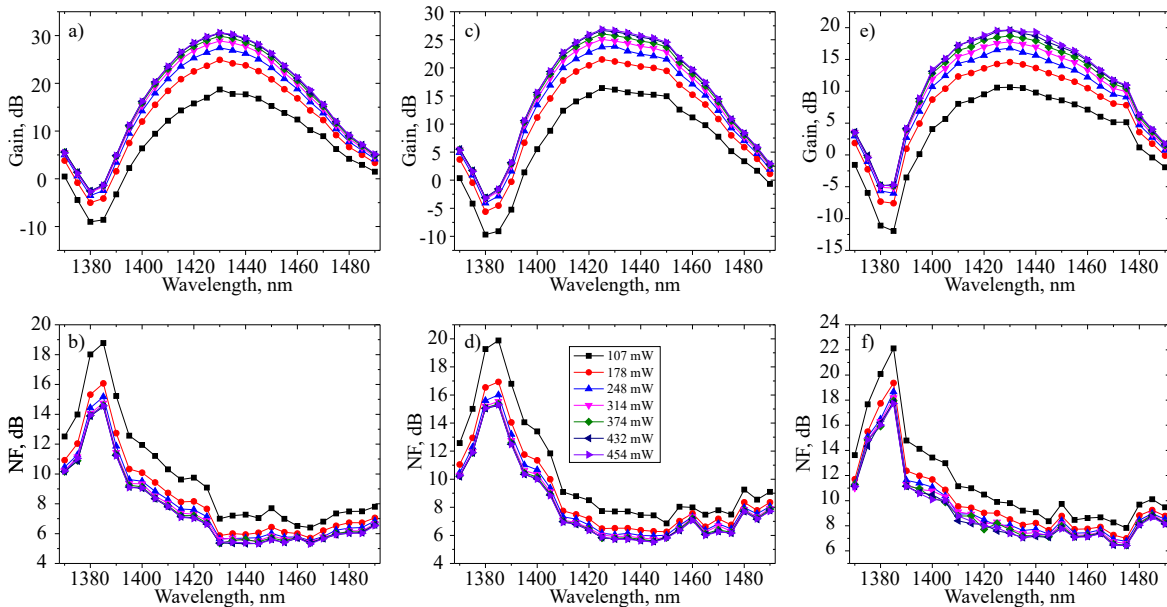 a)
30
20
10
0
-10
Gain, dB
1380 1400 1420 1440 1460 1480
Wavelength, nm
c)
30
25
20
15
10
5
0
-5
-10
Gain, dB
1380 1400 1420 1440 1460 1480
Wavelength, nm
e)
20
15
10
5
0
-5
-10
-15
Gain, dB
1380 1400 1420 1440 1460 1480
Wavelength, nm
b)
20
18
16
14
12
10
8
6
4
NF, dB
1380 1400 1420 1440 1460 1480
Wavelength, nm
d)
20
18
16
14
12
10
8
6
4
NF, dB
107 mW
178 mW
248 mW
314 mW
374 mW
432 mW
454 mW
1380 1400 1420 1440 1460 1480
Wavelength, nm
f)
24
22
20
18
16
14
12
10
8
6
NF, dB
1380 1400 1420 1440 1460 1480
Wavelength, nm